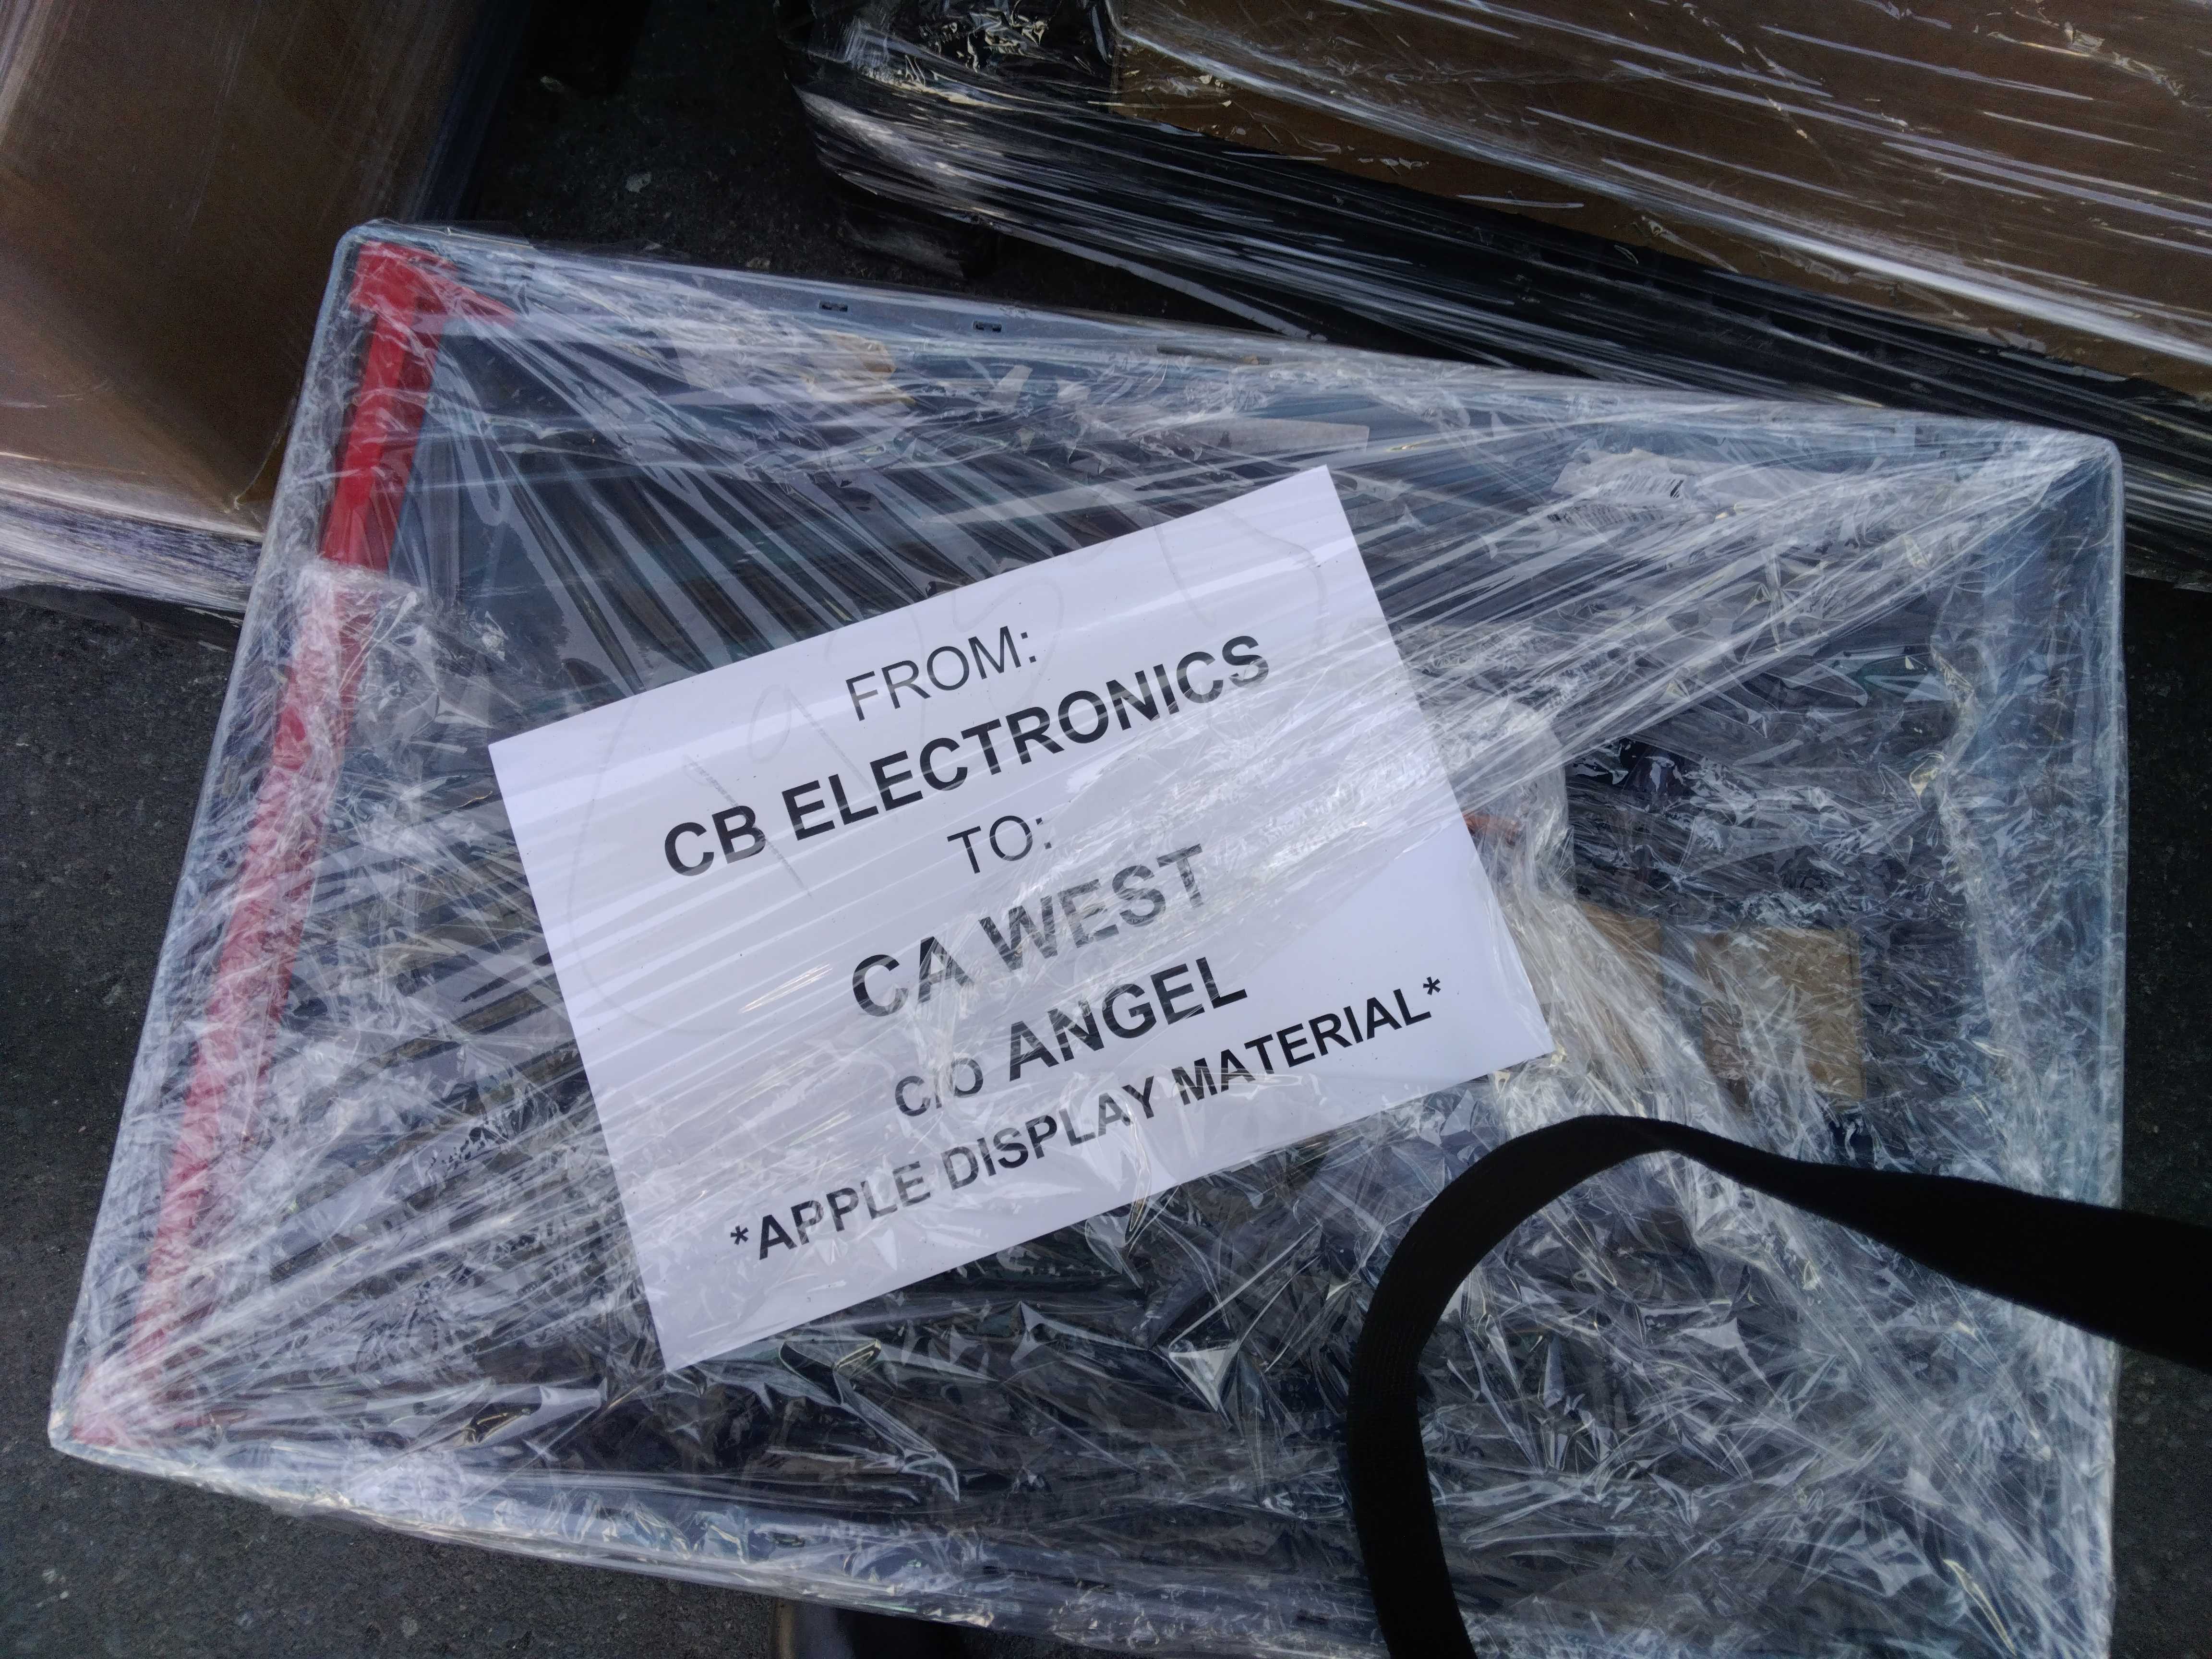 FROM:
CB ELECTRONICS
TO:
CA WEST
C/O ANGEL
*APPLE DISPLAY MATERIAL*